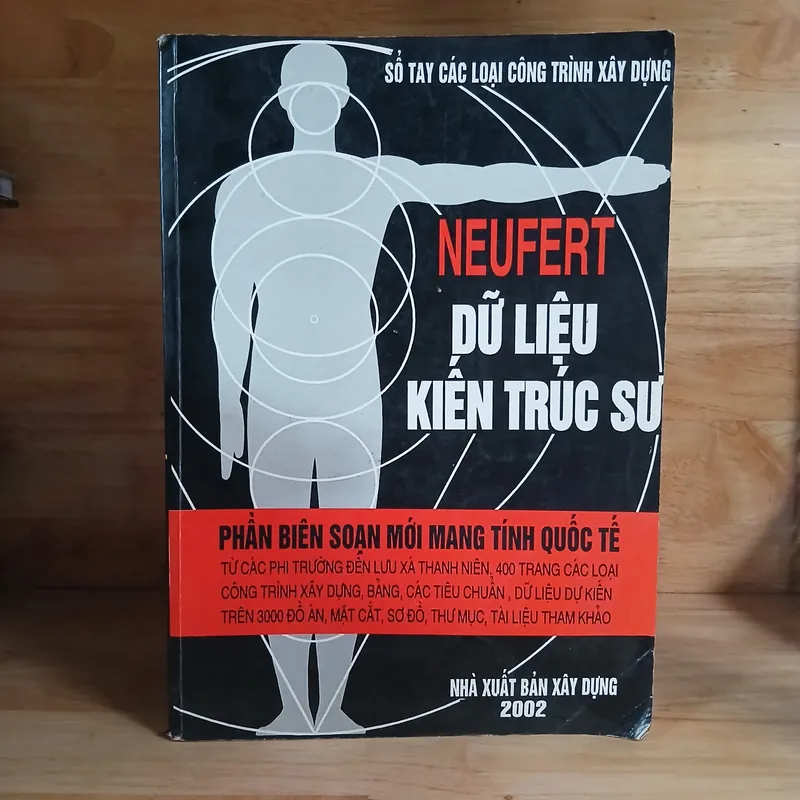 SỔ TAY CÁC LOẠI CÔNG TRÌNH XÂY DỰNG
NEUFERT
DỮ LIỆU
KIẾN TRÚC SƯ
PHẦN BIÊN SOẠN MỚI MANG TÍNH QUỐC TẾ
TỪ CÁC PHI TRƯỜNG ĐẾN LƯU XÁ THANH NIÊN, 400 TRANG CÁC LOẠI
CÔNG TRÌNH XÂY DỰNG, BẢNG, CÁC TIÊU CHUẨN, DỮ LIỆU DỰ KIẾN
TRÊN 3000 ĐỒ ÁN, MẶT CẮT, SƠ ĐỒ, THƯ MỤC, TÀI LIỆU THAM KHẢO
NHÀ XUẤT BẢN XÂY DỰNG
2002